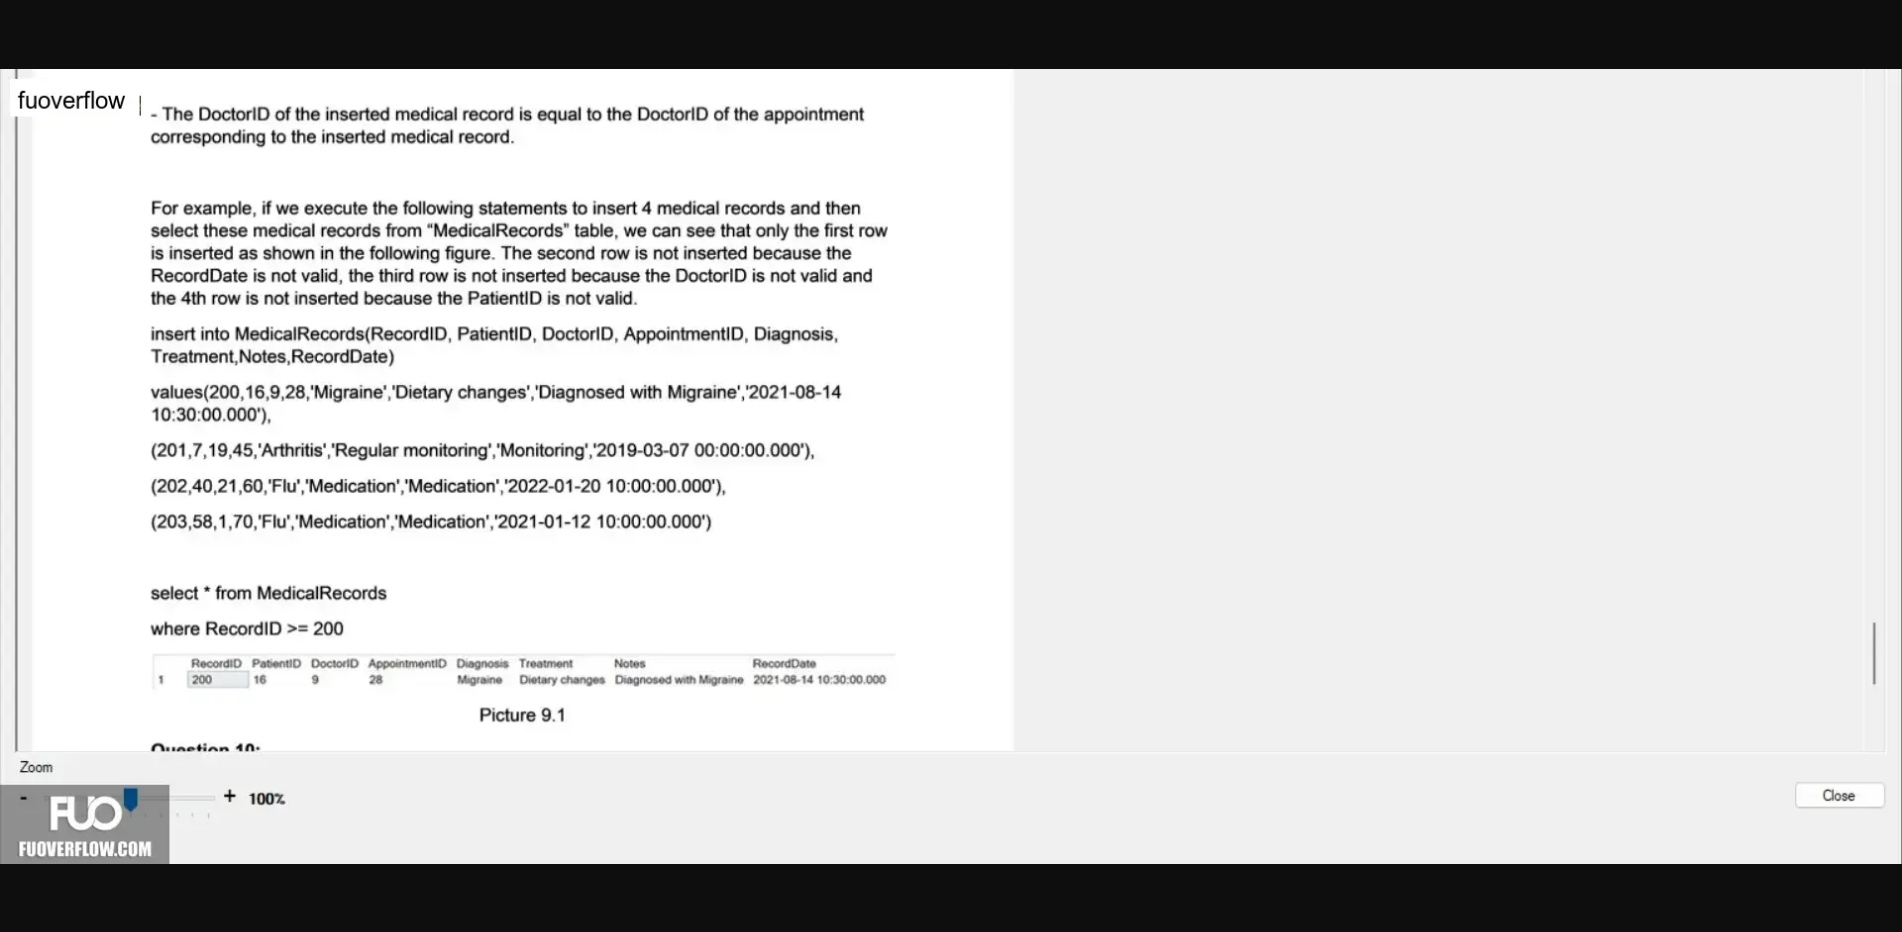 fuoverflow
- The DoctorID of the inserted medical record is equal to the DoctorID of the appointment
corresponding to the inserted medical record.
For example, if we execute the following statements to insert 4 medical records and then
select these medical records from “MedicalRecords” table, we can see that only the first row
is inserted as shown in the following figure. The second row is not inserted because the
RecordDate is not valid, the third row is not inserted because the DoctorID is not valid and
the 4th row is not inserted because the PatientID is not valid.
insert into MedicalRecords(RecordID, PatientID, DoctorID, AppointmentID, Diagnosis,
Treatment,Notes,RecordDate)
values(200,16,9,28,'Migraine','Dietary changes','Diagnosed with Migraine','2021-08-14
10:30:00.000'),
(201,7,19,45,'Arthritis','Regular monitoring','Monitoring','2019-03-07 00:00:00.000'),
(202,40,21,60,'Flu','Medication','Medication','2022-01-20 10:00:00.000'),
(203,58,1,70,'Flu','Medication','Medication','2021-01-12 10:00:00.000')
select * from MedicalRecords
where RecordID >= 200
RecordID PatientID DoctorID AppointmentID Diagnosis Treatment Notes RecordDate
1 200 16 9 28 Migraine Dietary changes Diagnosed with Migraine 2021-08-14 10:30:00.000
Picture 9.1
Question 10:
Zoom
- + 100%
Close
FUO
FUOVERFLOW.COM